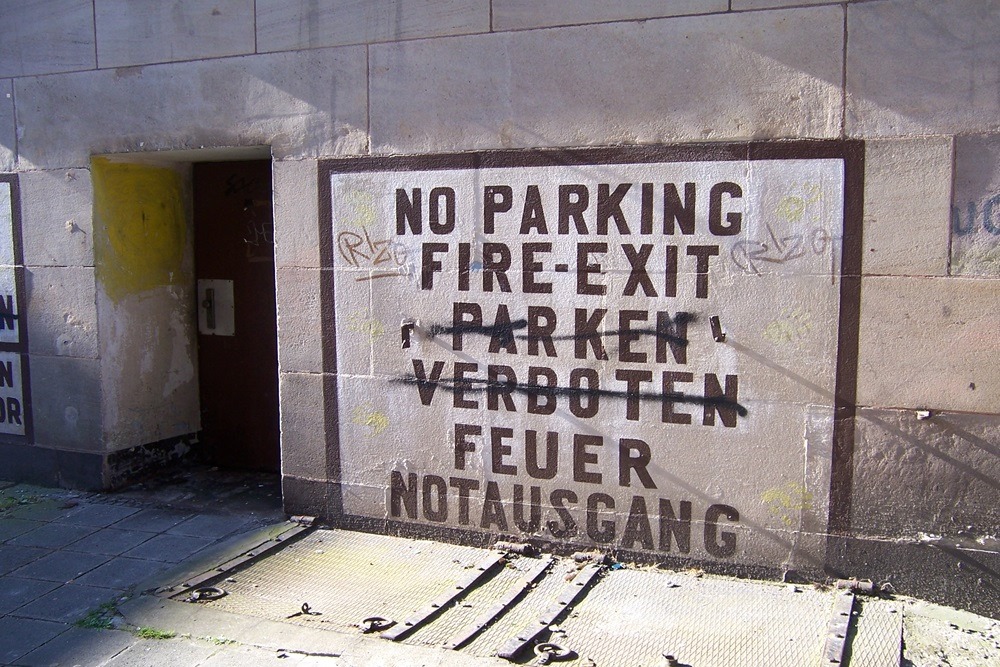 NO PARKING
FIRE-EXIT
PARKEN
VERBOTEN
FEUER
NOTAUSGANG